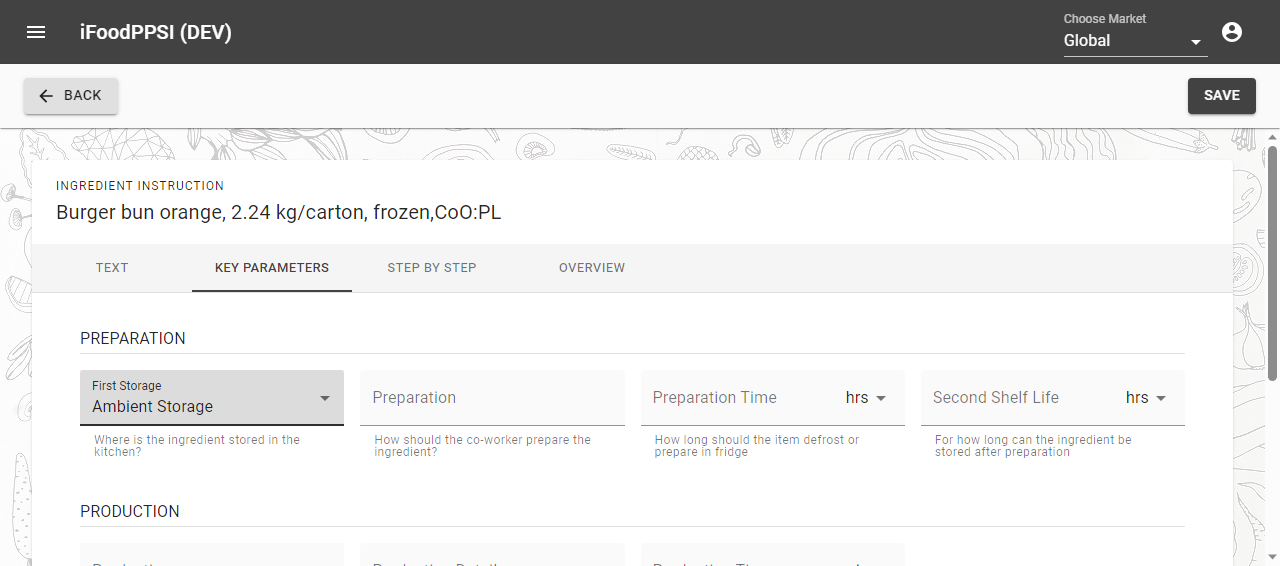 iFoodPPSI (DEV)
Choose Market
Global
BACK
SAVE
INGREDIENT INSTRUCTION
Burger bun orange, 2.24 kg/carton, frozen,CoO:PL
TEXT
KEY PARAMETERS
STEP BY STEP
OVERVIEW
PREPARATION
First Storage
Ambient Storage
Where is the ingredient stored in the
kitchen?
Preparation
How should the co-worker prepare the
ingredient?
Preparation Time
hrs
How long should the item defrost or
prepare in fridge
Second Shelf Life
hrs
For how long can the ingredient be
stored after preparation
PRODUCTION